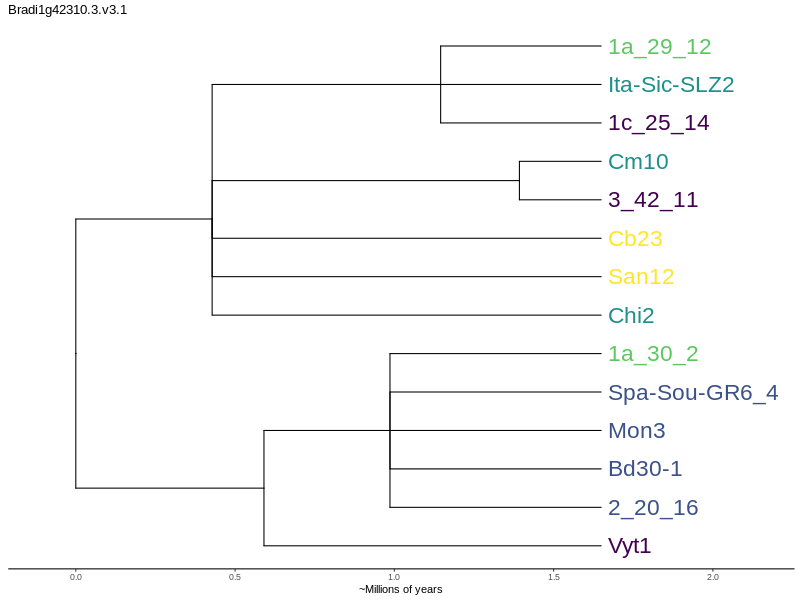 Bradi1g42310.3.v3.1
1a_29_12
Ita-Sic-SLZ2
1c_25_14
Cm10
3_42_11
Cb23
San12
Chi2
1a_30_2
Spa-Sou-GR6_4
Mon3
Bd30-1
2_20_16
Vyt1
0.0 0.5 1.0 1.5 2.0
~Millions of years